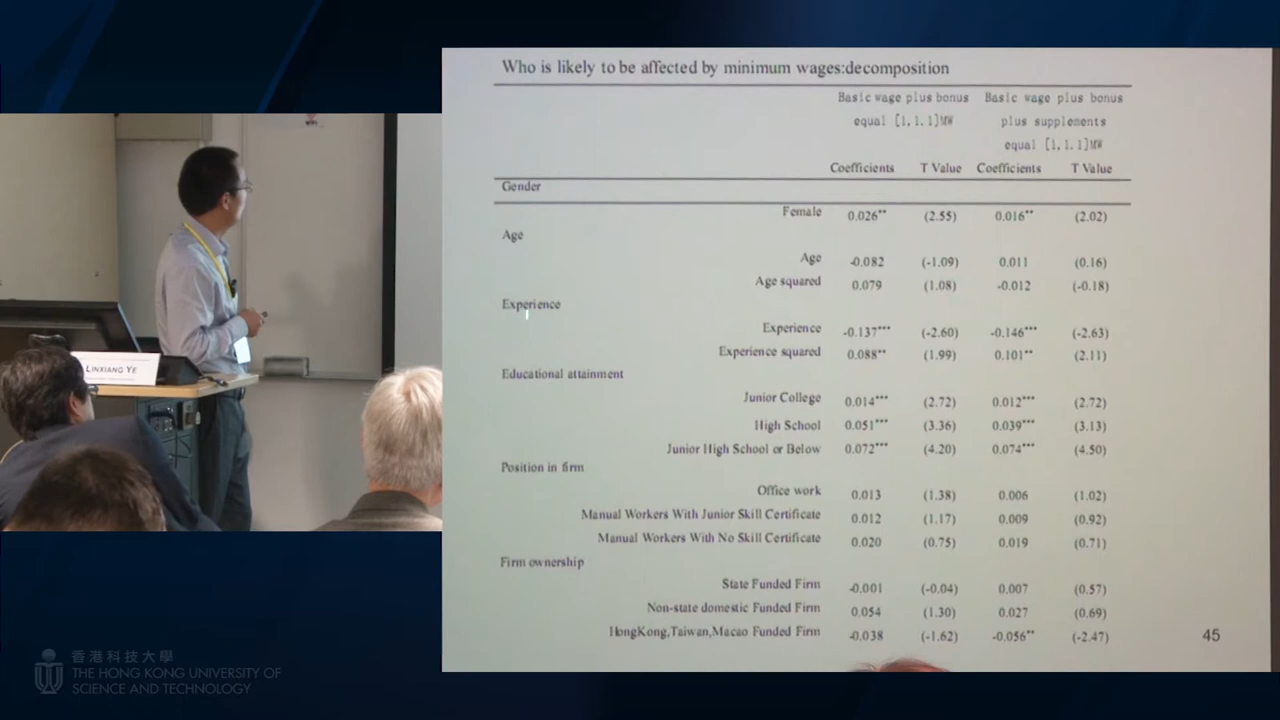 Who is likely to be affected by minimum wages:decomposition
Basic wage plus bonus equal [1, 1.1]MW
Basic wage plus bonus plus supplements equal [1, 1.1]MW
Coefficients T Value Coefficients T Value
Gender
Female 0.026** (2.55) 0.016** (2.02)
Age
Age -0.082 (-1.09) 0.011 (0.16)
Age squared 0.079 (1.08) -0.012 (-0.18)
Experience
Experience -0.137*** (-2.60) -0.146*** (-2.63)
Experience squared 0.088** (1.99) 0.101** (2.11)
Educational attainment
Junior College 0.014*** (2.72) 0.012*** (2.72)
High School 0.051*** (3.36) 0.039*** (3.13)
Junior High School or Below 0.072*** (4.20) 0.074*** (4.50)
Position in firm
Office work 0.013 (1.38) 0.006 (1.02)
Manual Workers With Junior Skill Certificate 0.012 (1.17) 0.009 (0.92)
Manual Workers With No Skill Certificate 0.020 (0.75) 0.019 (0.71)
Firm ownership
State Funded Firm -0.001 (-0.04) 0.007 (0.57)
Non-state domestic Funded Firm 0.054 (1.30) 0.027 (0.69)
HongKong,Taiwan,Macao Funded Firm -0.038 (-1.62) -0.056** (-2.47)
45
LINXIANG YE
香港科技大學
THE HONG KONG UNIVERSITY OF
SCIENCE AND TECHNOLOGY